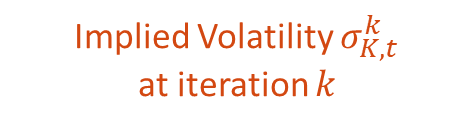 Implied Volatility σ^k_{K,t}
at iteration k